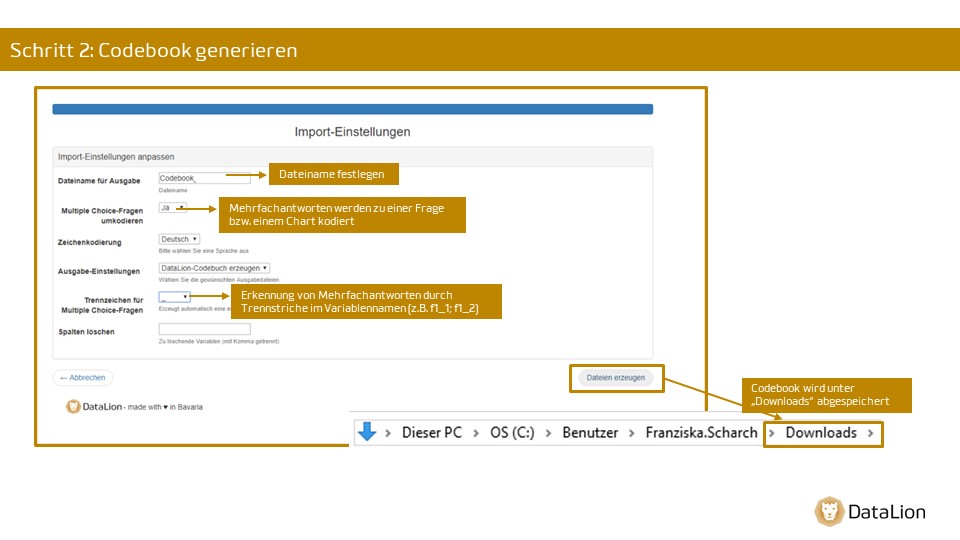 Schritt 2: Codebook generieren
Import-Einstellungen
Import-Einstellungen anpassen
Dateiname für Ausgabe
Codebook_
Dateiname
Dateiname festlegen
Multiple Choice-Fragen
umkodieren
Ja
Mehrfachantworten werden zu einer Frage
bzw. einem Chart kodiert
Zeichenkodierung
Deutsch
Bitte wählen Sie eine Sprache aus
Ausgabe-Einstellungen
DataLion-Codebuch erzeugen
Wählen Sie die gewünschten Ausgabedateien
Trennzeichen für
Multiple Choice-Fragen
_
Erzeugt automatisch eine
Erkennung von Mehrfachantworten durch
Trennstriche im Variablennamen (z.B. f1_1; f1_2)
Spalten löschen
Zu löschende Variablen (mit Komma getrennt)
← Abbrechen
Dateien erzeugen
DataLion - made with ♥ in Bavaria
Codebook wird unter
„Downloads“ abgespeichert
Dieser PC > OS (C:) > Benutzer > Franziska.Scharch > Downloads >
DataLion